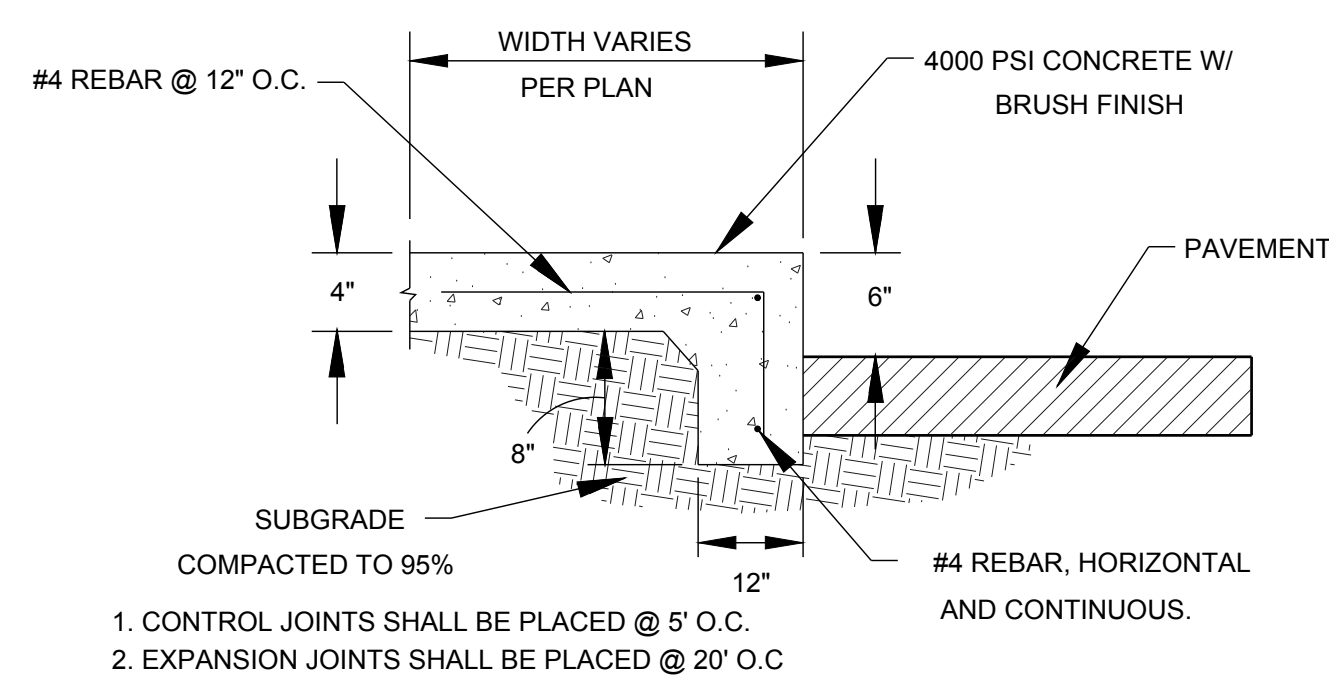 WIDTH VARIES
PER PLAN
#4 REBAR @ 12" O.C.
4000 PSI CONCRETE W/
BRUSH FINISH
4"
6"
PAVEMENT
8"
SUBGRADE
COMPACTED TO 95%
12"
#4 REBAR, HORIZONTAL
AND CONTINUOUS.
1. CONTROL JOINTS SHALL BE PLACED @ 5' O.C.
2. EXPANSION JOINTS SHALL BE PLACED @ 20' O.C